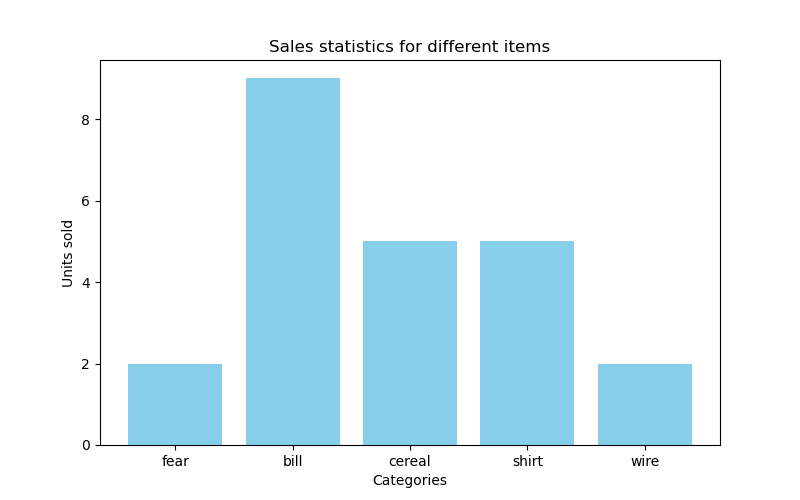 Sales statistics for different items
Units sold
8
6
4
2
0
fear bill cereal shirt wire
Categories